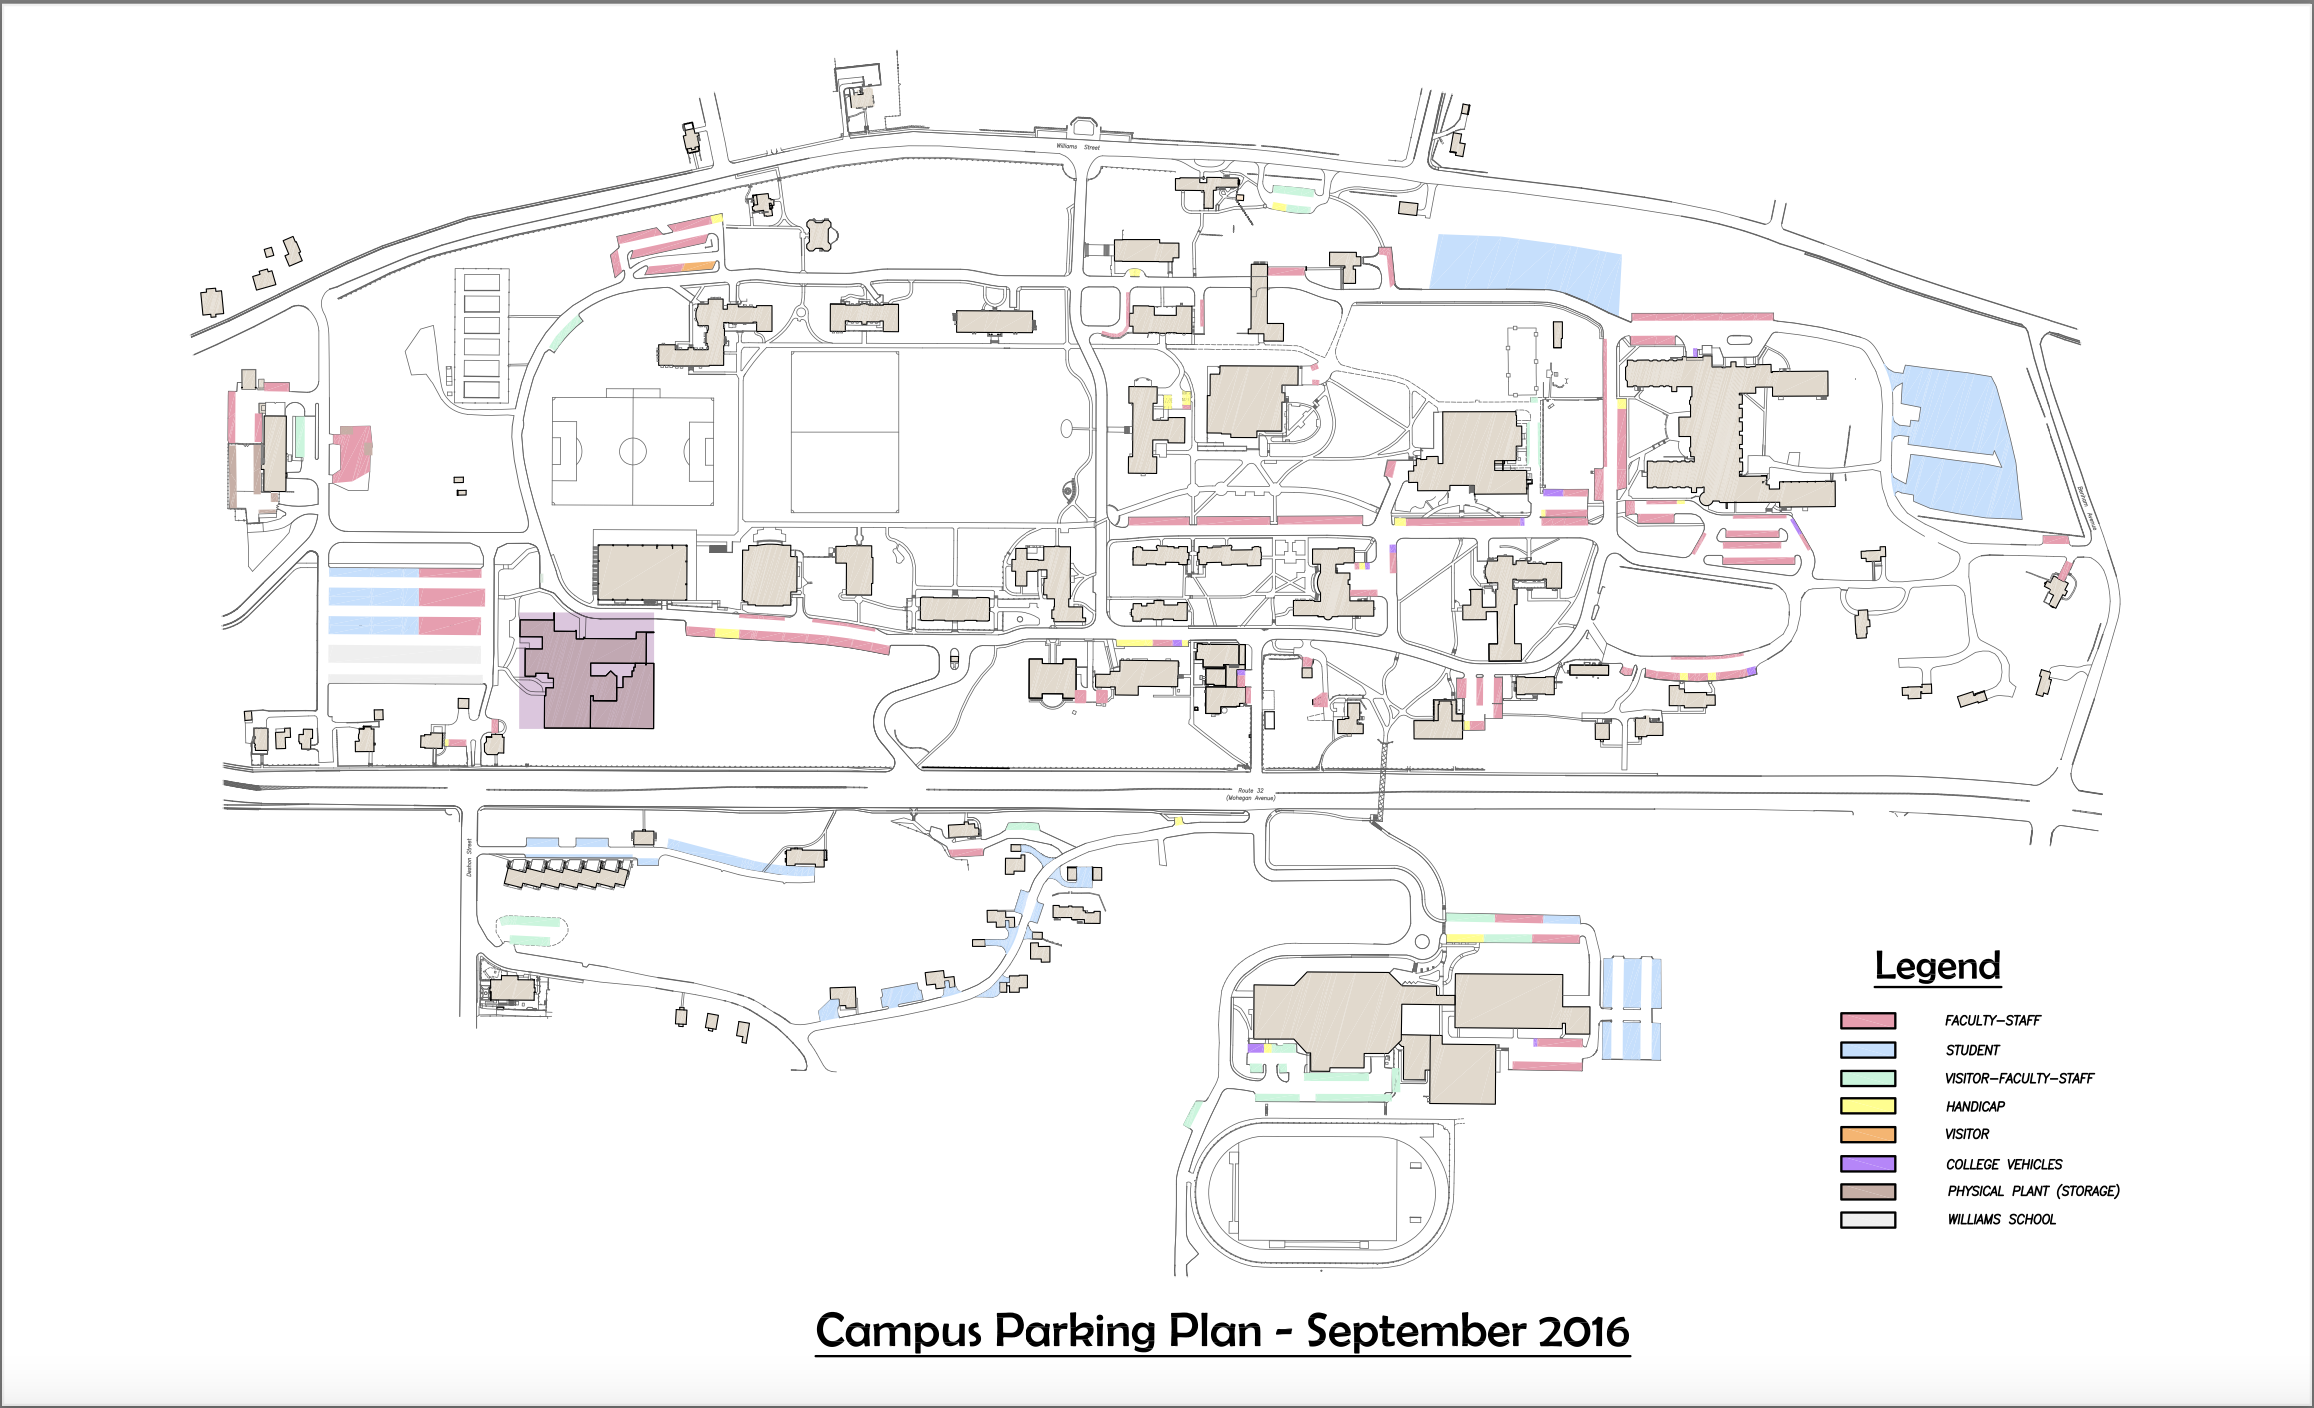 Williams Street
Benham Avenue
Route 32
(Mohegan Avenue)
Deshon Street
Legend
FACULTY-STAFF
STUDENT
VISITOR-FACULTY-STAFF
HANDICAP
VISITOR
COLLEGE VEHICLES
PHYSICAL PLANT (STORAGE)
WILLIAMS SCHOOL
Campus Parking Plan - September 2016